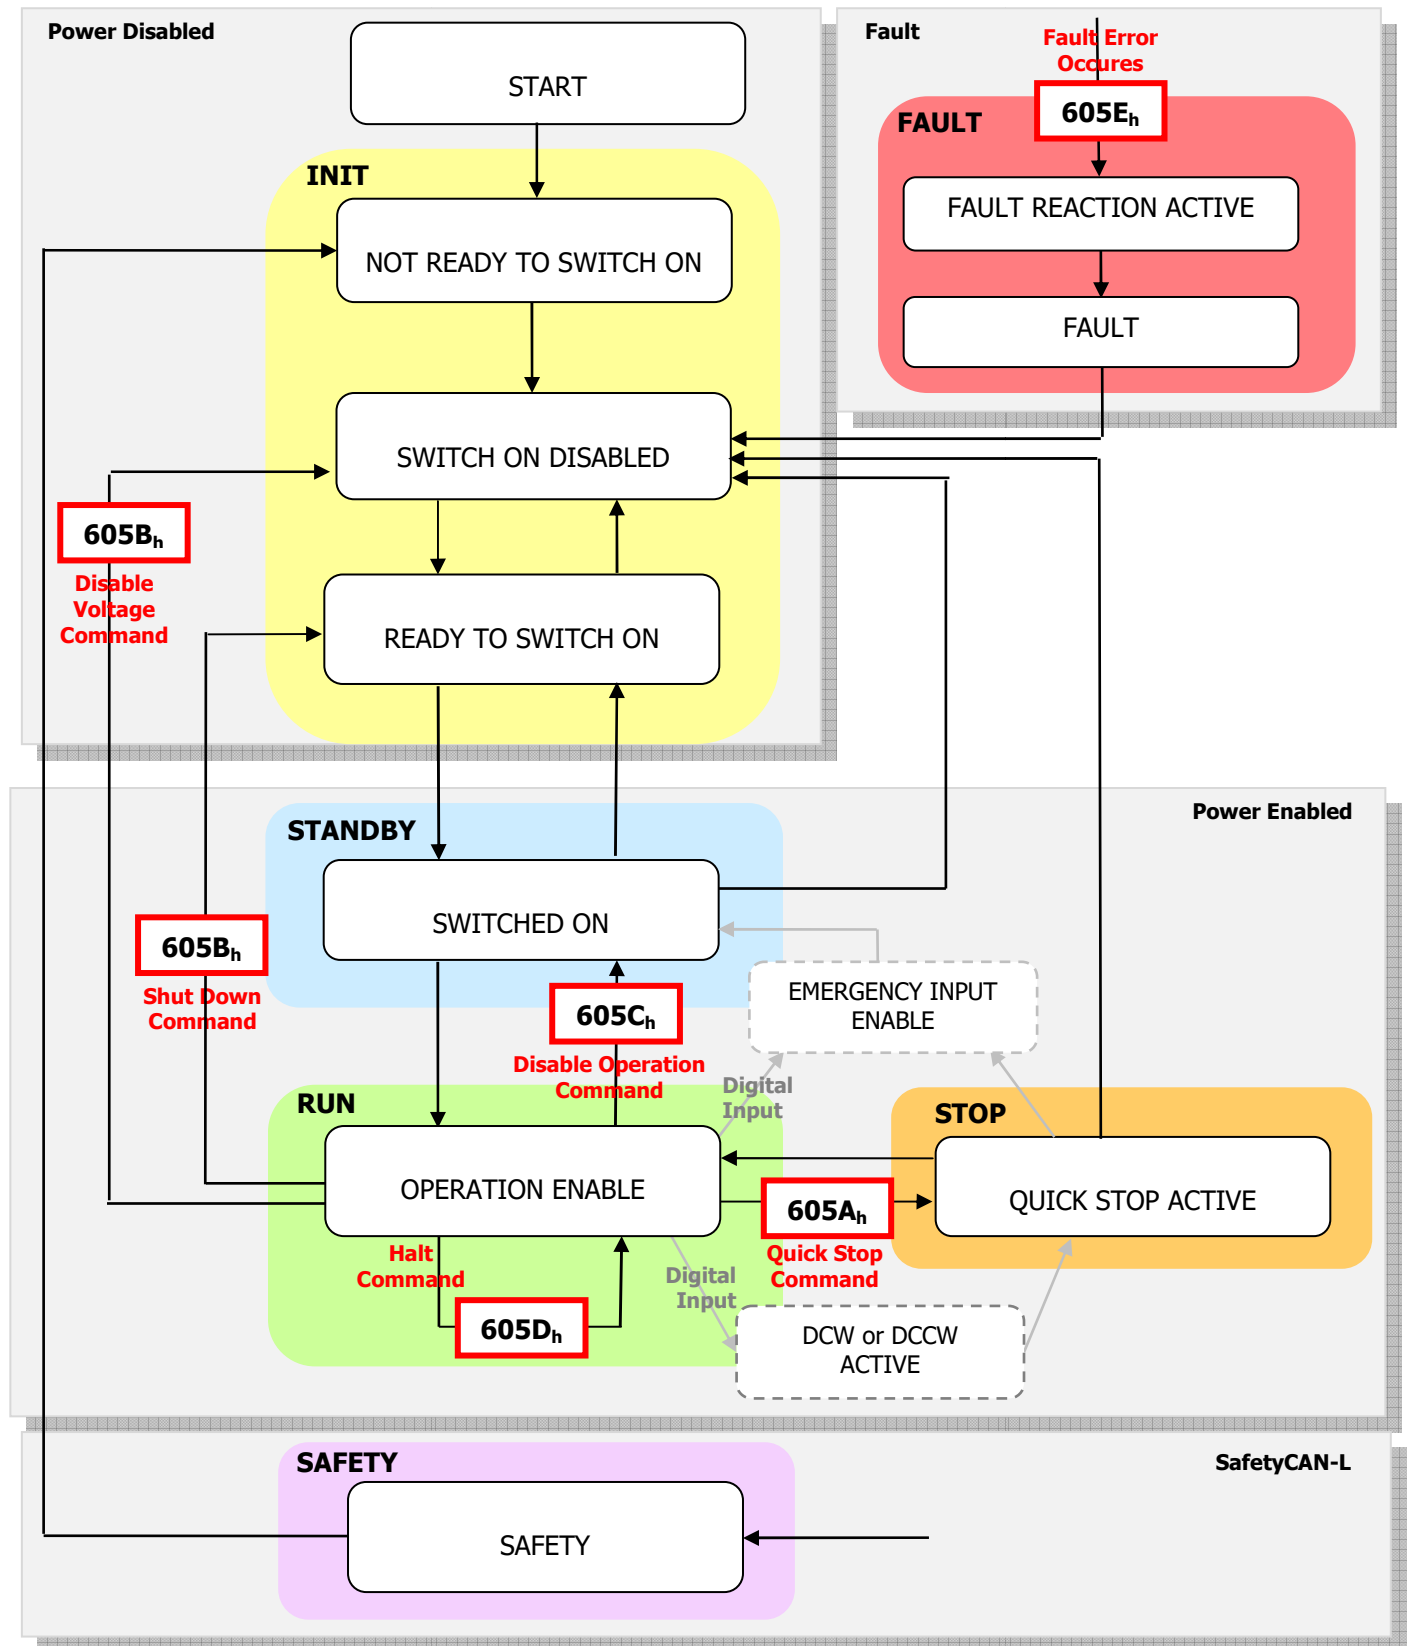 Power Disabled
START
INIT
NOT READY TO SWITCH ON
SWITCH ON DISABLED
605Bh
Disable
Voltage
Command
READY TO SWITCH ON
Fault
Fault Error
Occures
605Eh
FAULT
FAULT REACTION ACTIVE
FAULT
Power Enabled
STANDBY
SWITCHED ON
605Bh
Shut Down
Command
605Ch
Disable Operation
Command
EMERGENCY INPUT
ENABLE
Digital
Input
RUN
OPERATION ENABLE
STOP
QUICK STOP ACTIVE
605Ah
Quick Stop
Command
Halt
Command
605Dh
Digital
Input
DCW or DCCW
ACTIVE
SafetyCAN-L
SAFETY
SAFETY